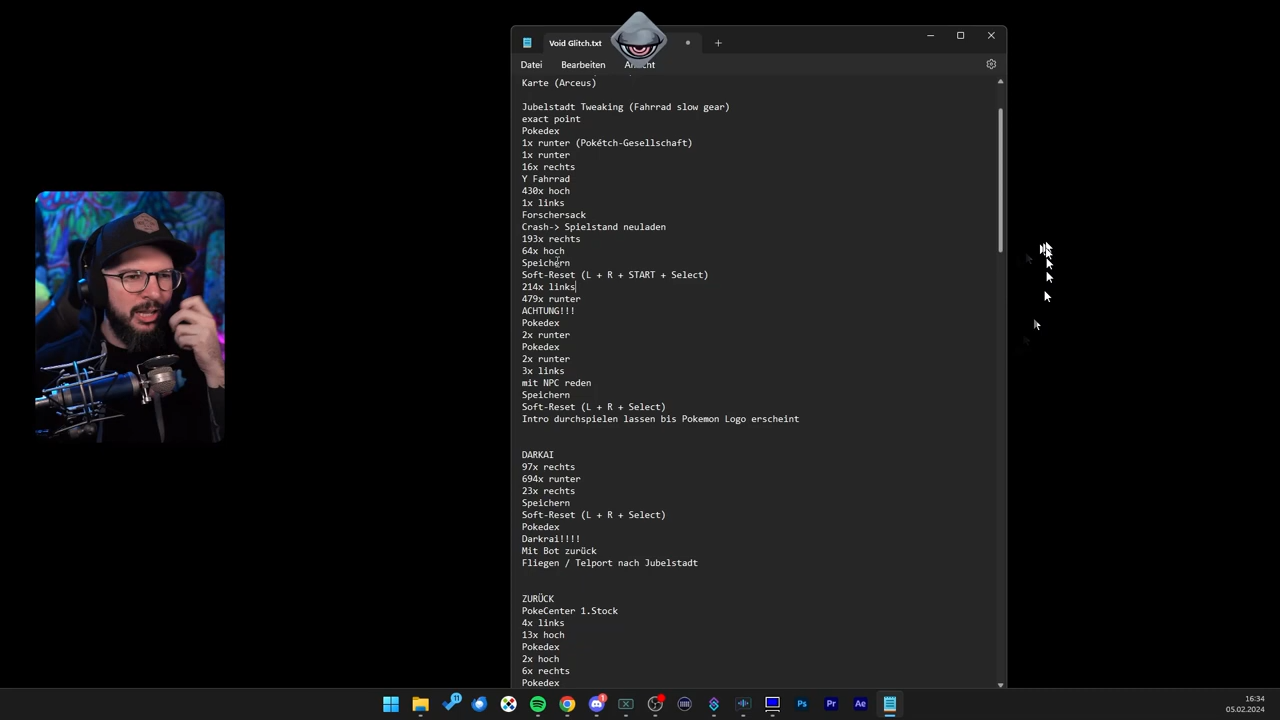 Void Glitch.txt
Datei Bearbeiten Ansicht
Karte (Arceus)
Jubelstadt Tweaking (Fahrrad slow gear)
exact point
Pokedex
1x runter (Pokétch-Gesellschaft)
1x runter
16x rechts
Y Fahrrad
430x hoch
1x links
Forschersack
Crash-> Spielstand neuladen
193x rechts
64x hoch
Speichern
Soft-Reset (L + R + START + Select)
214x links
479x runter
ACHTUNG!!!
Pokedex
2x runter
Pokedex
2x runter
3x links
mit NPC reden
Speichern
Soft-Reset (L + R + Select)
Intro durchspielen lassen bis Pokemon Logo erscheint
DARKAI
97x rechts
694x runter
23x rechts
Speichern
Soft-Reset (L + R + Select)
Pokedex
Darkrai!!!!
Mit Bot zurück
Fliegen / Telport nach Jubelstadt
ZURÜCK
PokeCenter 1.Stock
4x links
13x hoch
Pokedex
2x hoch
6x rechts
Pokedex
11
1
Ps
Pr
Ae
16:34
05.02.2024